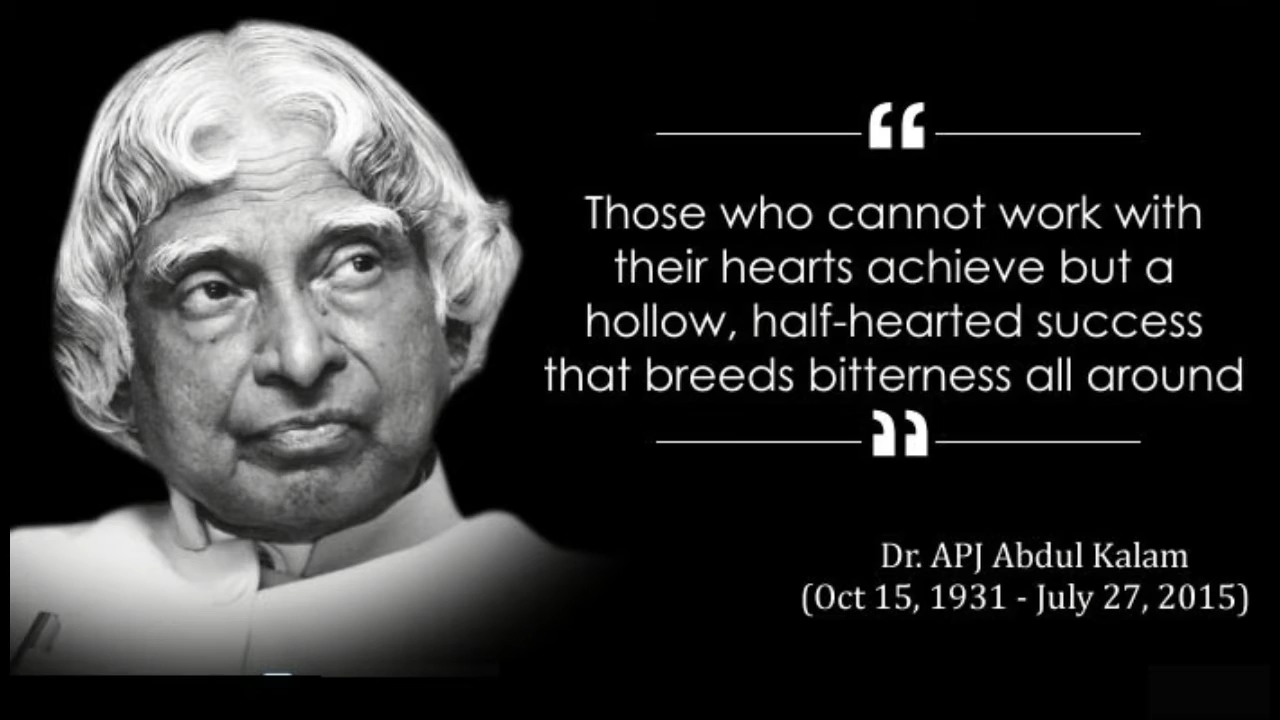 “
Those who cannot work with
their hearts achieve but a
hollow, half-hearted success
that breeds bitterness all around
”
Dr. APJ Abdul Kalam
(Oct 15, 1931 - July 27, 2015)